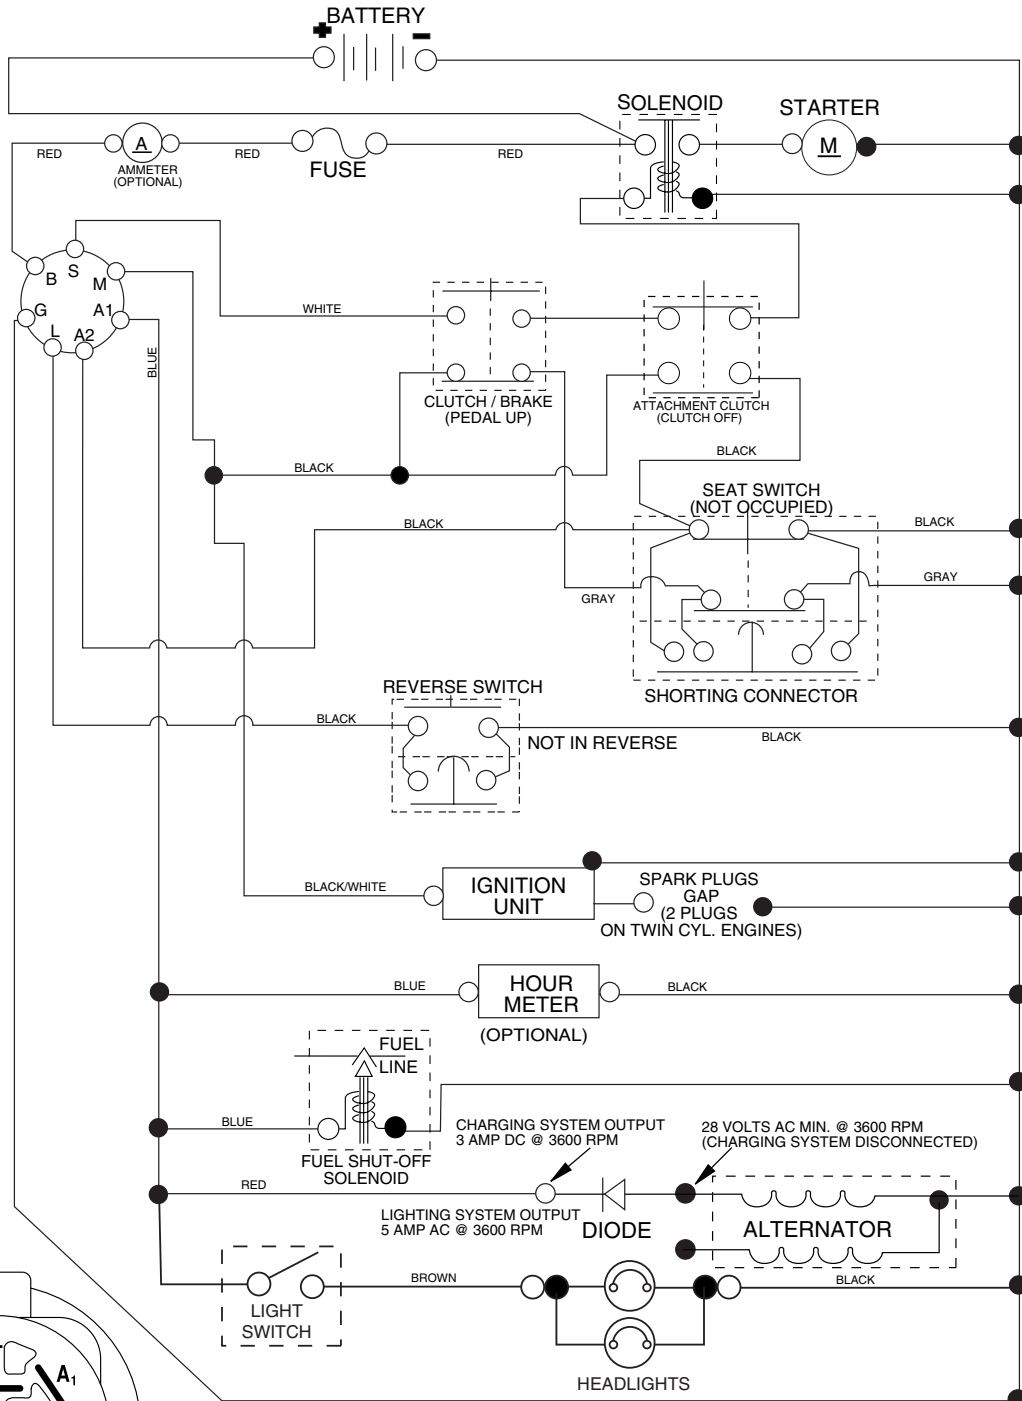 BATTERY
+ -
SOLENOID
STARTER
A
M
RED
RED
RED
AMMETER
(OPTIONAL)
FUSE
B
S
M
G
A1
L
A2
WHITE
BLUE
CLUTCH / BRAKE
(PEDAL UP)
ATTACHMENT CLUTCH
(CLUTCH OFF)
BLACK
BLACK
SEAT SWITCH
(NOT OCCUPIED)
BLACK
BLACK
GRAY
GRAY
SHORTING CONNECTOR
REVERSE SWITCH
BLACK
NOT IN REVERSE
BLACK
BLACK/WHITE
IGNITION
UNIT
SPARK PLUGS
GAP
(2 PLUGS
ON TWIN CYL. ENGINES)
BLUE
HOUR
METER
BLACK
(OPTIONAL)
FUEL
LINE
BLUE
FUEL SHUT-OFF
SOLENOID
CHARGING SYSTEM OUTPUT
3 AMP DC @ 3600 RPM
28 VOLTS AC MIN. @ 3600 RPM
(CHARGING SYSTEM DISCONNECTED)
RED
LIGHTING SYSTEM OUTPUT
5 AMP AC @ 3600 RPM
DIODE
ALTERNATOR
BROWN
BLACK
LIGHT
SWITCH
HEADLIGHTS
A1